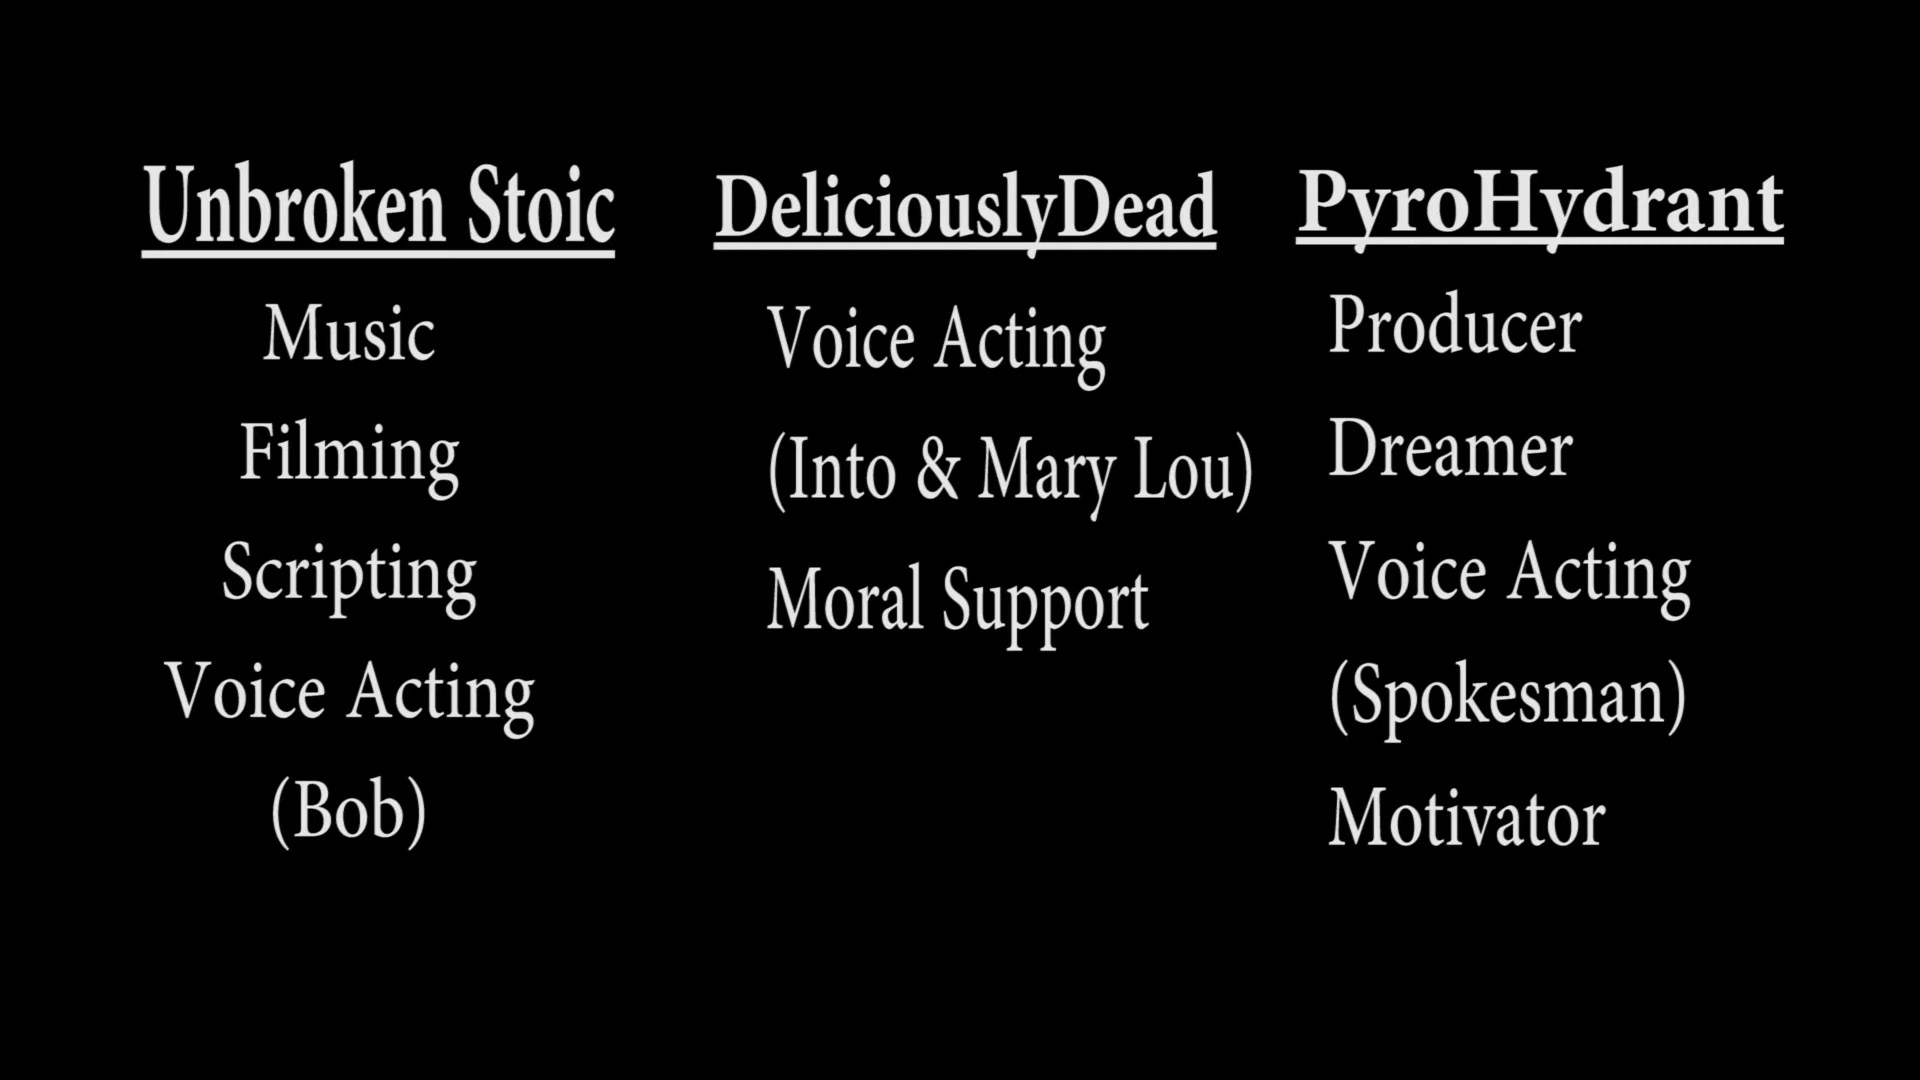 Unbroken Stoic
Music
Filming
Scripting
Voice Acting
(Bob)
DeliciouslyDead
Voice Acting
(Into & Mary Lou)
Moral Support
PyroHydrant
Producer
Dreamer
Voice Acting
(Spokesman)
Motivator